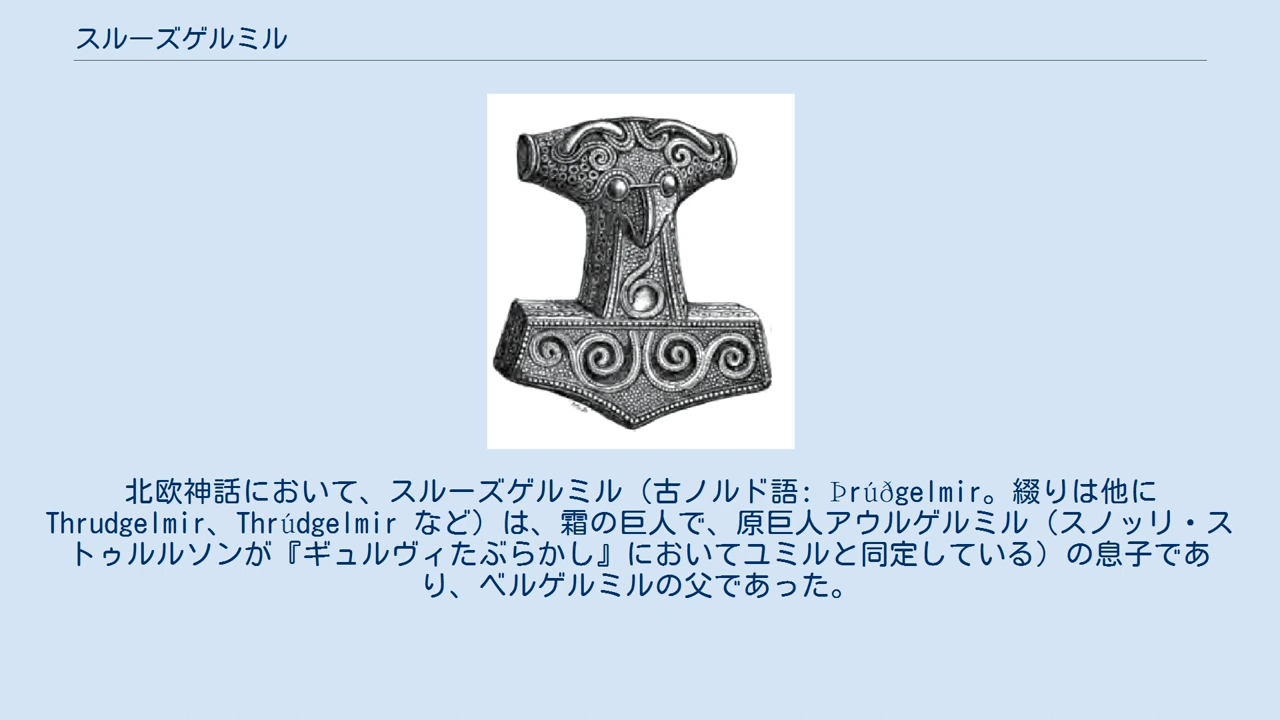 スルーズゲルミル
北欧神話において、スルーズゲルミル（古ノルド語: Þrúðgelmir。綴りは他に
Thrudgelmir、Thrúdgelmir など）は、霜の巨人で、原巨人アウルゲルミル（スノッリ・ス
トゥルルソンが『ギュルヴィたぶらかし』においてユミルと同定している）の息子であ
り、ベルゲルミルの父であった。